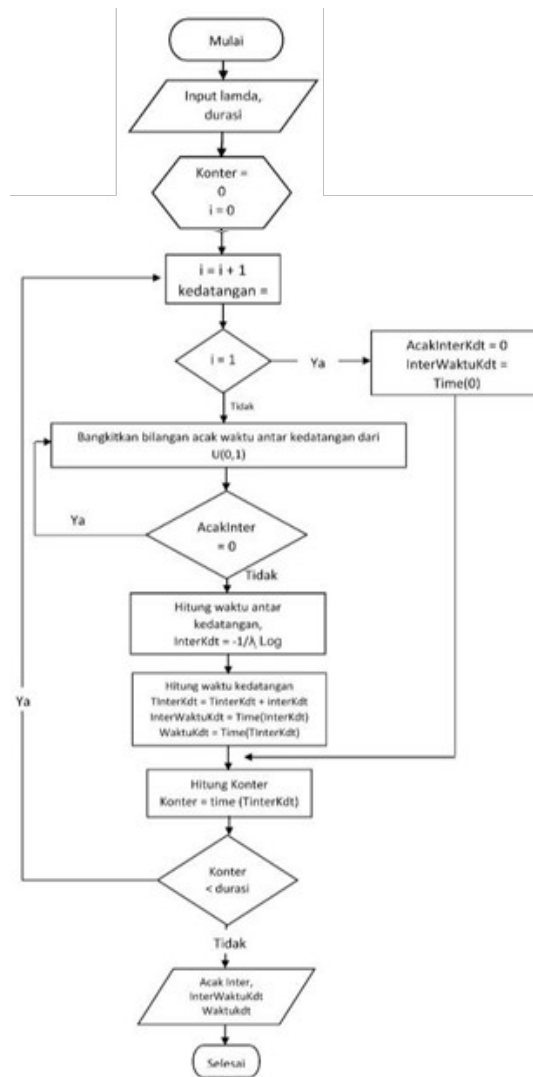 Mulai
Input lamda,
durasi
Konter =
0
i = 0
i = i + 1
kedatangan =
i = 1
Ya
AcakInterKdt = 0
InterWaktuKdt =
Time(0)
Tidak
Bangkitkan bilangan acak waktu antar kedatangan dari
U(0,1)
Ya
AcakInter
= 0
Tidak
Hitung waktu antar
kedatangan,
InterKdt = -1/λ, Log
Ya
Hitung waktu kedatangan
TInterKdt = TinterKdt + interKdt
InterWaktuKdt = Time(InterKdt)
WaktuKdt = Time(TInterKdt)
Hitung Konter
Konter = time (TinterKdt)
Konter
< durasi
Tidak
Acak Inter,
InterWaktuKdt
Waktukdt
Selesai